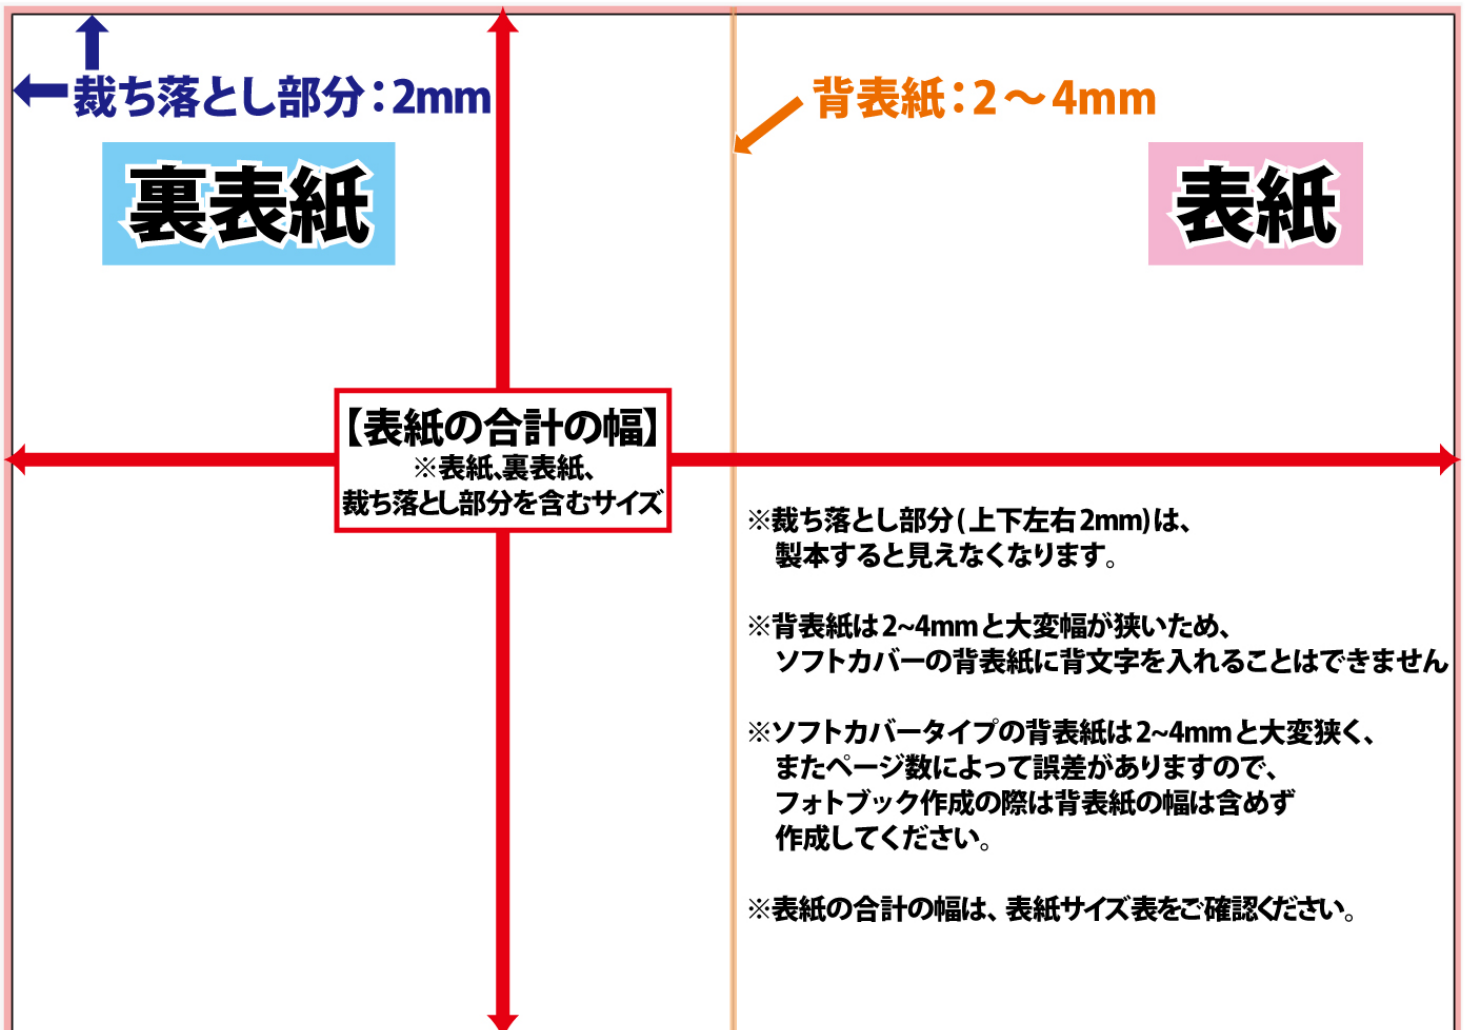 裁ち落とし部分：2mm
背表紙：2～4mm
裏表紙
表紙
【表紙の合計の幅】
※表紙、裏表紙、
裁ち落とし部分を含むサイズ
※裁ち落とし部分(上下左右2mm)は、
製本すると見えなくなります。
※背表紙は2~4mmと大変幅が狭いため、
ソフトカバーの背表紙に背文字を入れることはできません
※ソフトカバータイプの背表紙は2~4mmと大変狭く、
またページ数によって誤差がありますので、
フォトブック作成の際は背表紙の幅は含めず
作成してください。
※表紙の合計の幅は、表紙サイズ表をご確認ください。